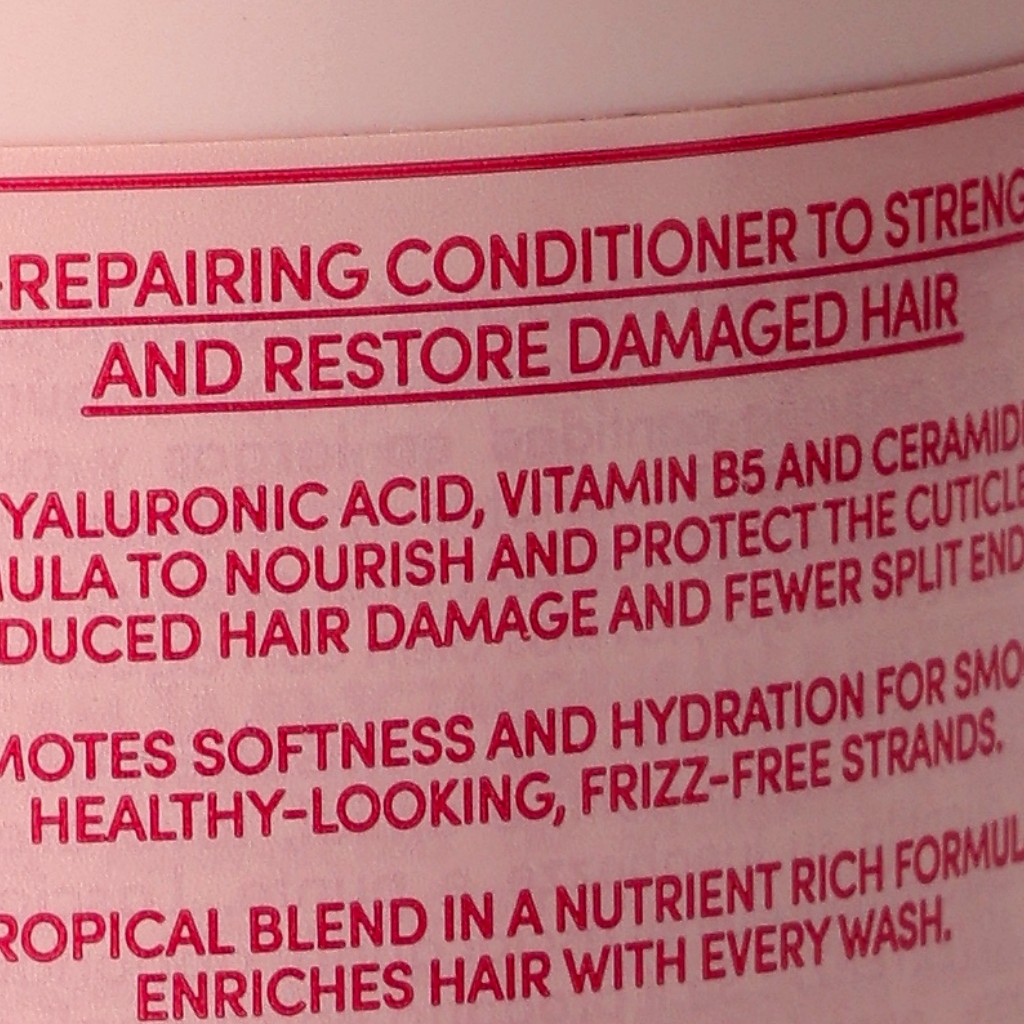 -REPAIRING CONDITIONER TO STRENG
AND RESTORE DAMAGED HAIR
YALURONIC ACID, VITAMIN B5 AND CERAMID
MULA TO NOURISH AND PROTECT THE CUTICLE
DUCED HAIR DAMAGE AND FEWER SPLIT END
MOTES SOFTNESS AND HYDRATION FOR SMO
HEALTHY-LOOKING, FRIZZ-FREE STRANDS.
ROPICAL BLEND IN A NUTRIENT RICH FORMUL
ENRICHES HAIR WITH EVERY WASH.